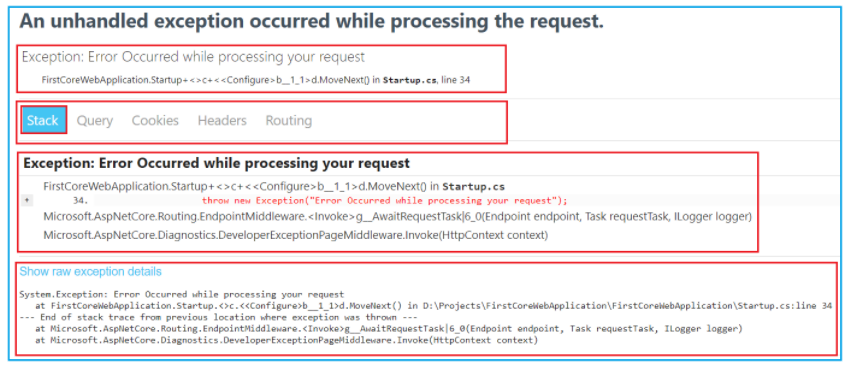 An unhandled exception occurred while processing the request.
Exception: Error Occurred while processing your request
FirstCoreWebApplication.Startup+<>c+<<Configure>b__1_1>d.MoveNext() in Startup.cs, line 34
Stack Query Cookies Headers Routing
Exception: Error Occurred while processing your request
FirstCoreWebApplication.Startup+<>c+<<Configure>b__1_1>d.MoveNext() in Startup.cs
+ 34. throw new Exception("Error Occurred while processing your request");
Microsoft.AspNetCore.Routing.EndpointMiddleware.<Invoke>g__AwaitRequestTask|6_0(Endpoint endpoint, Task requestTask, ILogger logger)
Microsoft.AspNetCore.Diagnostics.DeveloperExceptionPageMiddleware.Invoke(HttpContext context)
Show raw exception details
System.Exception: Error Occurred while processing your request
at FirstCoreWebApplication.Startup.<>c.<<Configure>b__1_1>d.MoveNext() in D:\Projects\FirstCoreWebApplication\FirstCoreWebApplication\Startup.cs:line 34
--- End of stack trace from previous location where exception was thrown ---
at Microsoft.AspNetCore.Routing.EndpointMiddleware.<Invoke>g__AwaitRequestTask|6_0(Endpoint endpoint, Task requestTask, ILogger logger)
at Microsoft.AspNetCore.Diagnostics.DeveloperExceptionPageMiddleware.Invoke(HttpContext context)